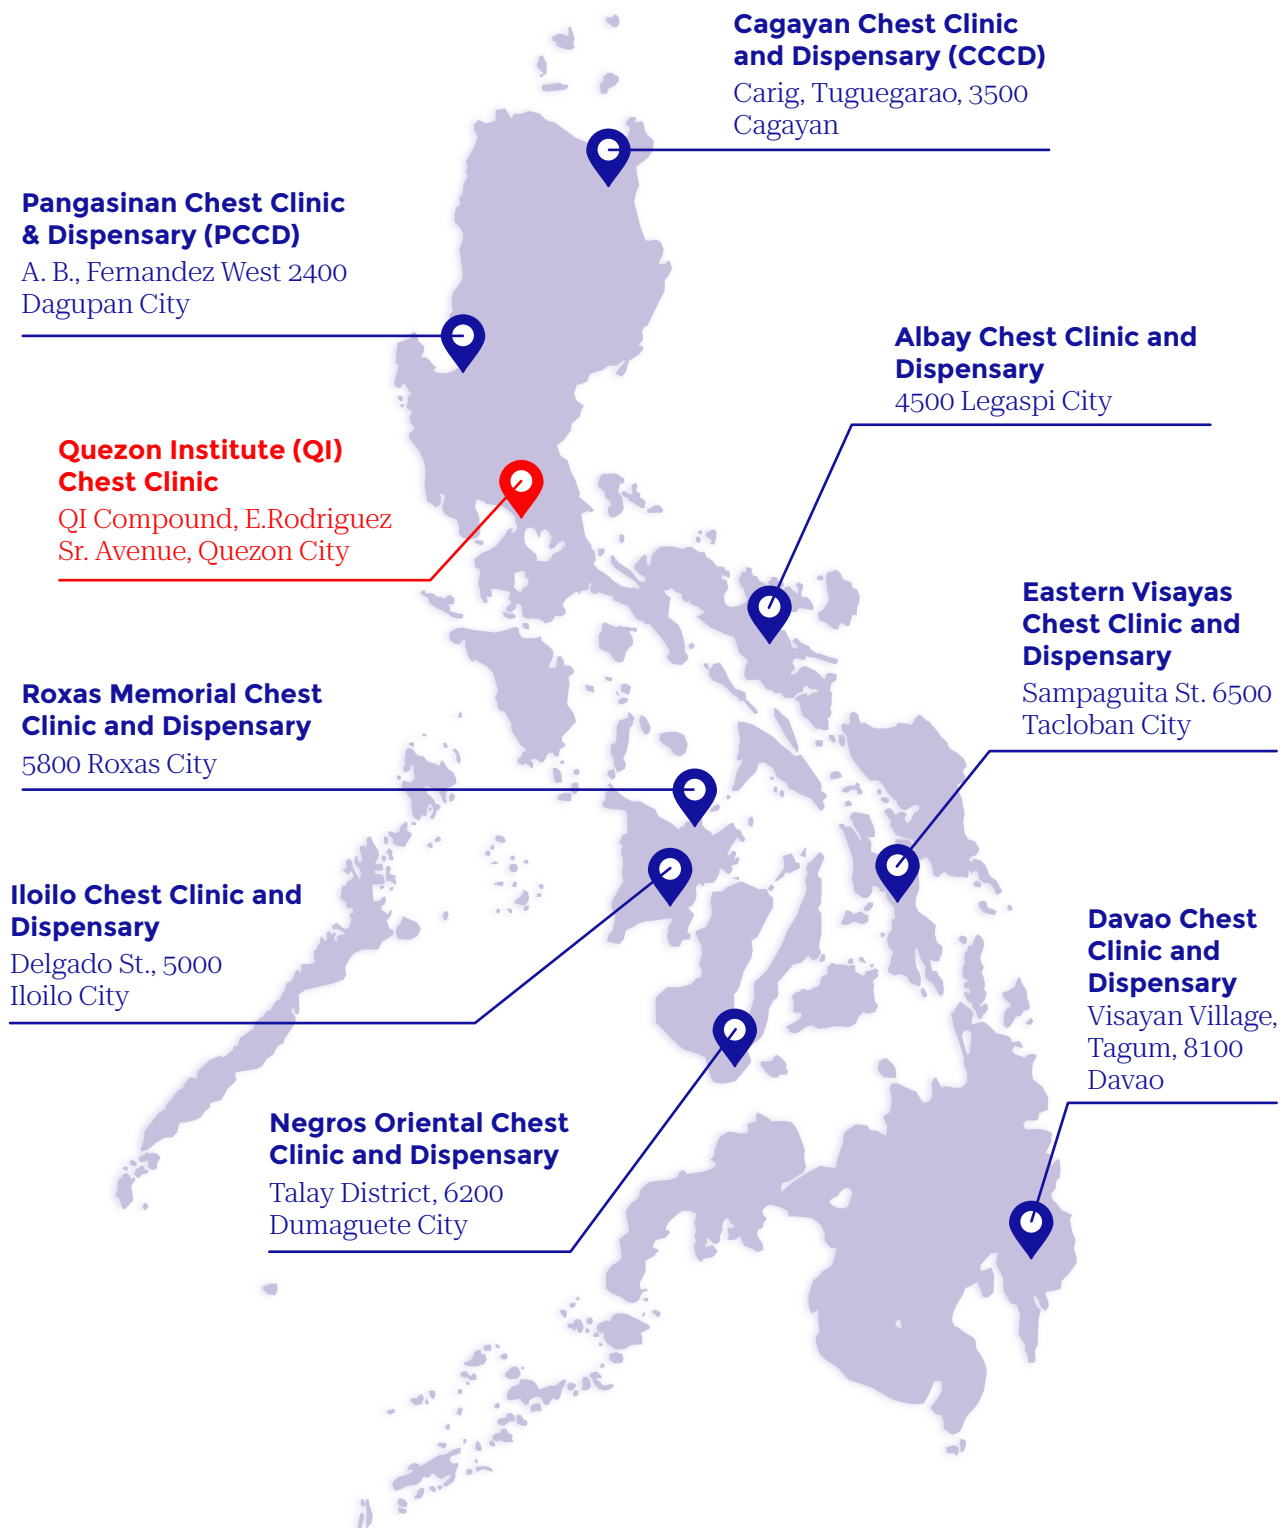 Cagayan Chest Clinic
and Dispensary (CCCD)
Carig, Tuguegarao, 3500
Cagayan
Pangasinan Chest Clinic
& Dispensary (PCCD)
A. B., Fernandez West 2400
Dagupan City
Albay Chest Clinic and
Dispensary
4500 Legaspi City
Quezon Institute (QI)
Chest Clinic
QI Compound, E.Rodriguez
Sr. Avenue, Quezon City
Eastern Visayas
Chest Clinic and
Dispensary
Sampaguita St. 6500
Tacloban City
Roxas Memorial Chest
Clinic and Dispensary
5800 Roxas City
Iloilo Chest Clinic and
Dispensary
Delgado St., 5000
Iloilo City
Davao Chest
Clinic and
Dispensary
Visayan Village,
Tagum, 8100
Davao
Negros Oriental Chest
Clinic and Dispensary
Talay District, 6200
Dumaguete City